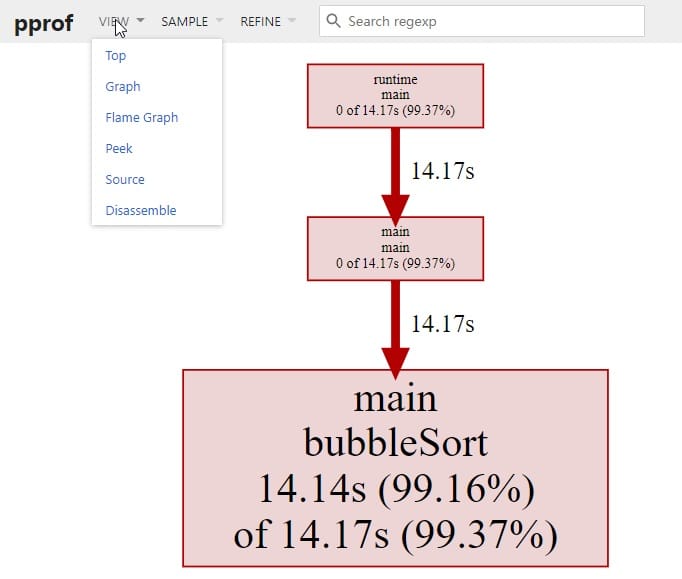 pprof VIEW SAMPLE REFINE Search regexp
Top
Graph
Flame Graph
Peek
Source
Disassemble
runtime
main
0 of 14.17s (99.37%)
14.17s
main
main
0 of 14.17s (99.37%)
14.17s
main
bubbleSort
14.14s (99.16%)
of 14.17s (99.37%)